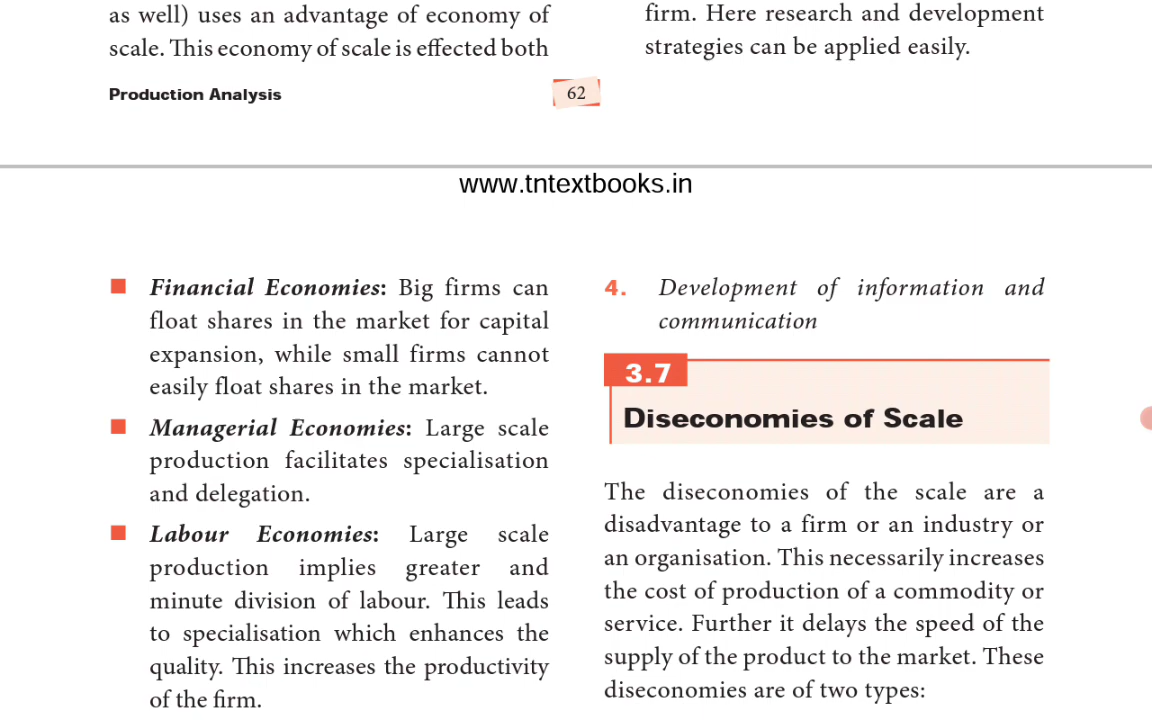 as well) uses an advantage of economy of
scale. This economy of scale is effected both
firm. Here research and development
strategies can be applied easily.
Production Analysis
62
www.tntextbooks.in
■ Financial Economies: Big firms can
float shares in the market for capital
expansion, while small firms cannot
easily float shares in the market.
■ Managerial Economies: Large scale
production facilitates specialisation
and delegation.
■ Labour Economies: Large scale
production implies greater and
minute division of labour. This leads
to specialisation which enhances the
quality. This increases the productivity
of the firm.
4. Development of information and
communication
3.7
Diseconomies of Scale
The diseconomies of the scale are a
disadvantage to a firm or an industry or
an organisation. This necessarily increases
the cost of production of a commodity or
service. Further it delays the speed of the
supply of the product to the market. These
diseconomies are of two types: